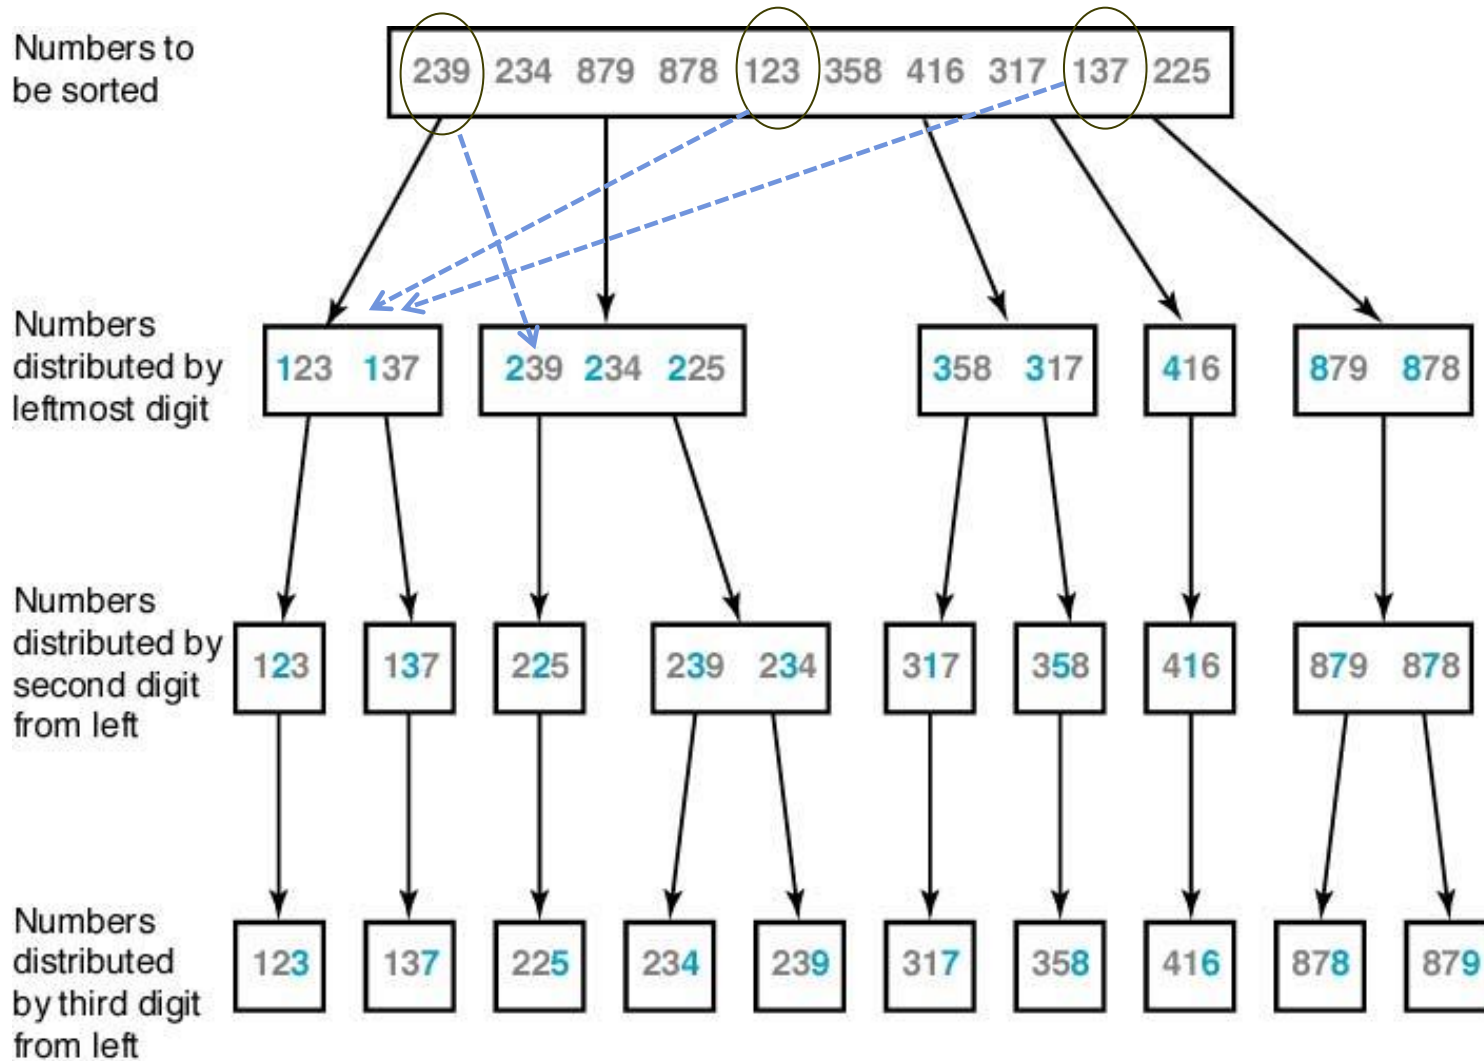 Numbers to
be sorted
239 234 879 878 123 358 416 317 137 225
Numbers
distributed by
leftmost digit
123 137 239 234 225 358 317 416 879 878
Numbers
distributed by
second digit
from left
123 137 225 239 234 317 358 416 879 878
Numbers
distributed
by third digit
from left
123 137 225 234 239 317 358 416 878 879